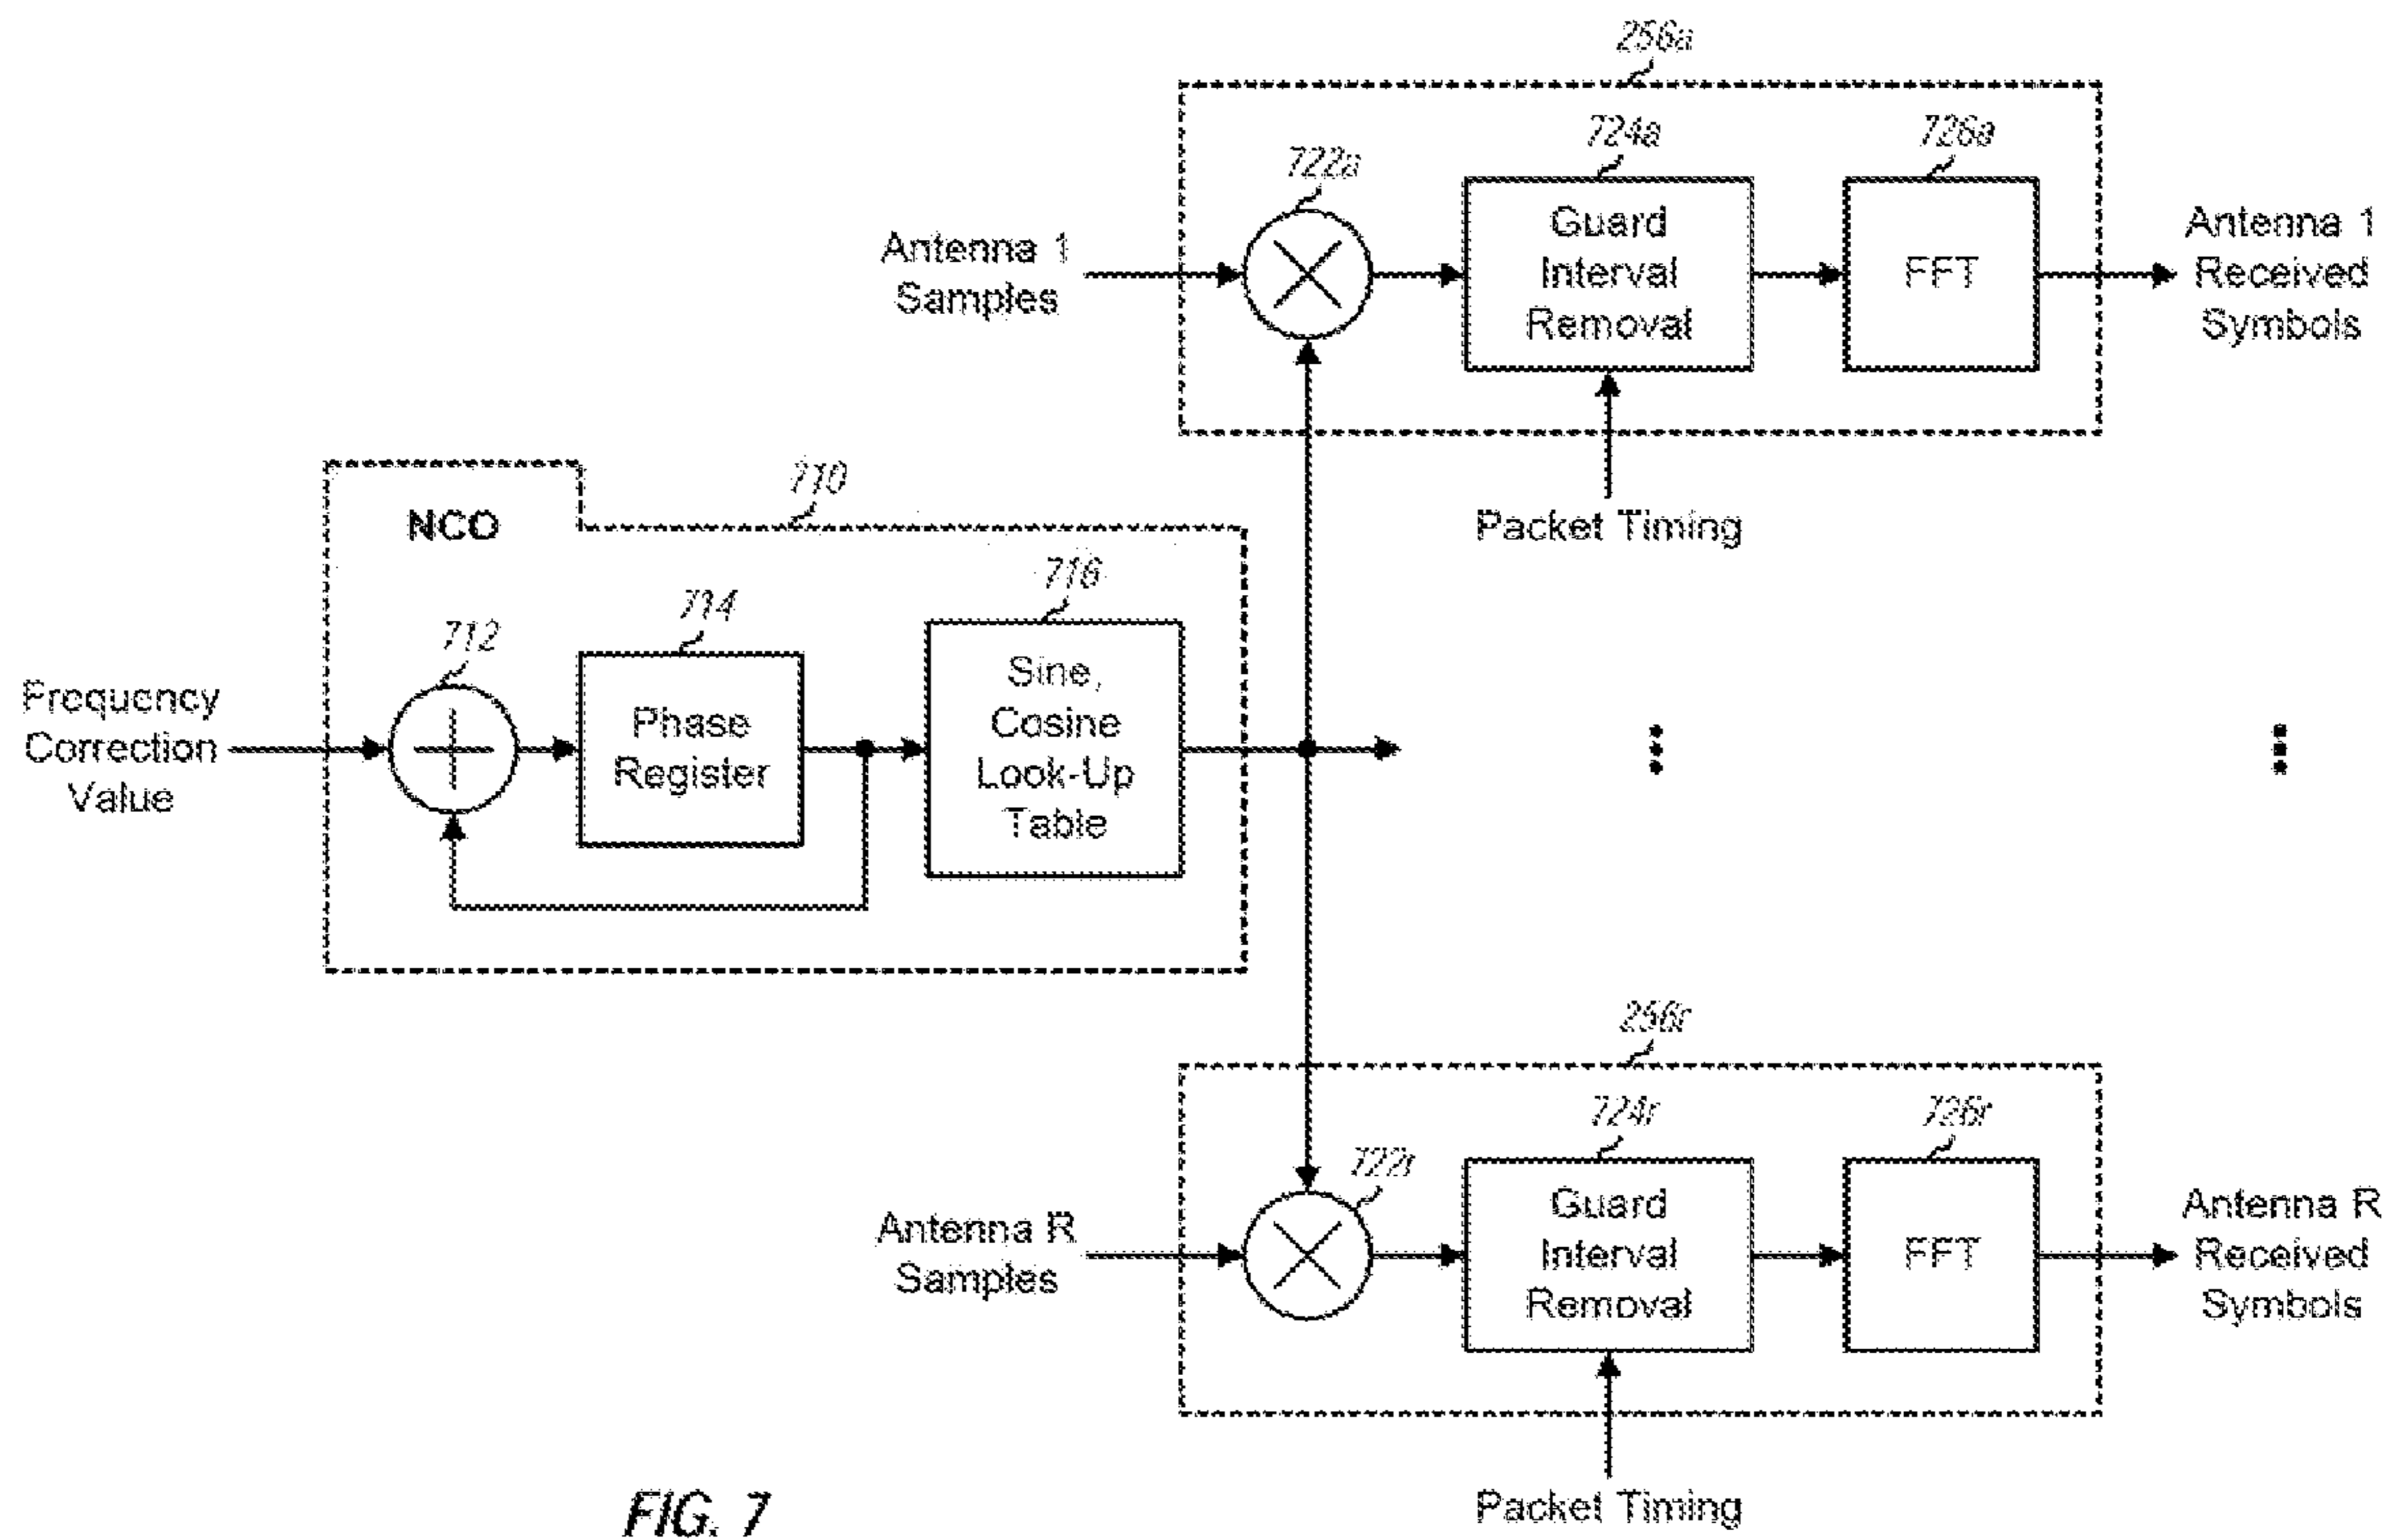 256a
724a
726a
722a
Antenna 1
Samples
Guard
Interval
Removal
FFT
Antenna 1
Received
Symbols
Packet Timing
710
NCO
712
714
716
Frequency
Correction
Value
Phase
Register
Sine,
Cosine
Look-Up
Table
256r
724r
726r
722r
Antenna R
Samples
Guard
Interval
Removal
FFT
Antenna R
Received
Symbols
Packet Timing
FIG. 7